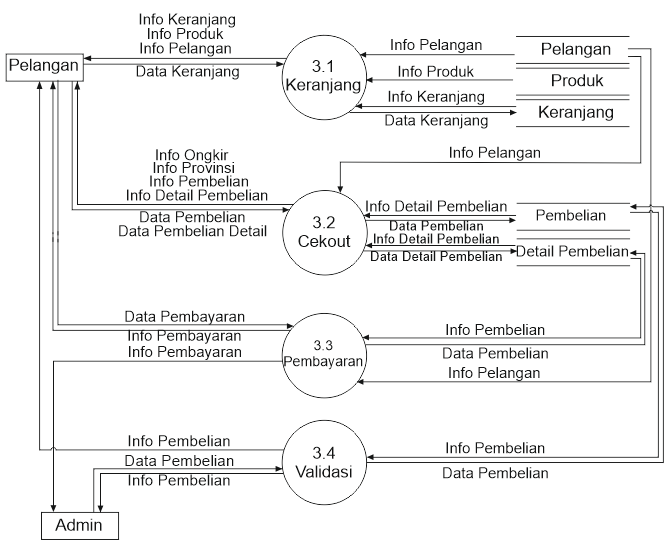 Info Keranjang
Info Produk
Info Pelangan
Data Keranjang
Pelangan
3.1
Keranjang
Info Pelangan
Info Produk
Info Keranjang
Data Keranjang
Pelangan
Produk
Keranjang
Info Pelangan
Info Ongkir
Info Provinsi
Info Pembelian
Info Detail Pembelian
Data Pembelian
Data Pembelian Detail
3.2
Cekout
Info Detail Pembelian
Data Pembelian
Info Detail Pembelian
Data Detail Pembelian
Pembelian
Detail Pembelian
Data Pembayaran
Info Pembayaran
Info Pembayaran
3.3
Pembayaran
Info Pembelian
Data Pembelian
Info Pelangan
Info Pembelian
Data Pembelian
Info Pembelian
3.4
Validasi
Info Pembelian
Data Pembelian
Admin